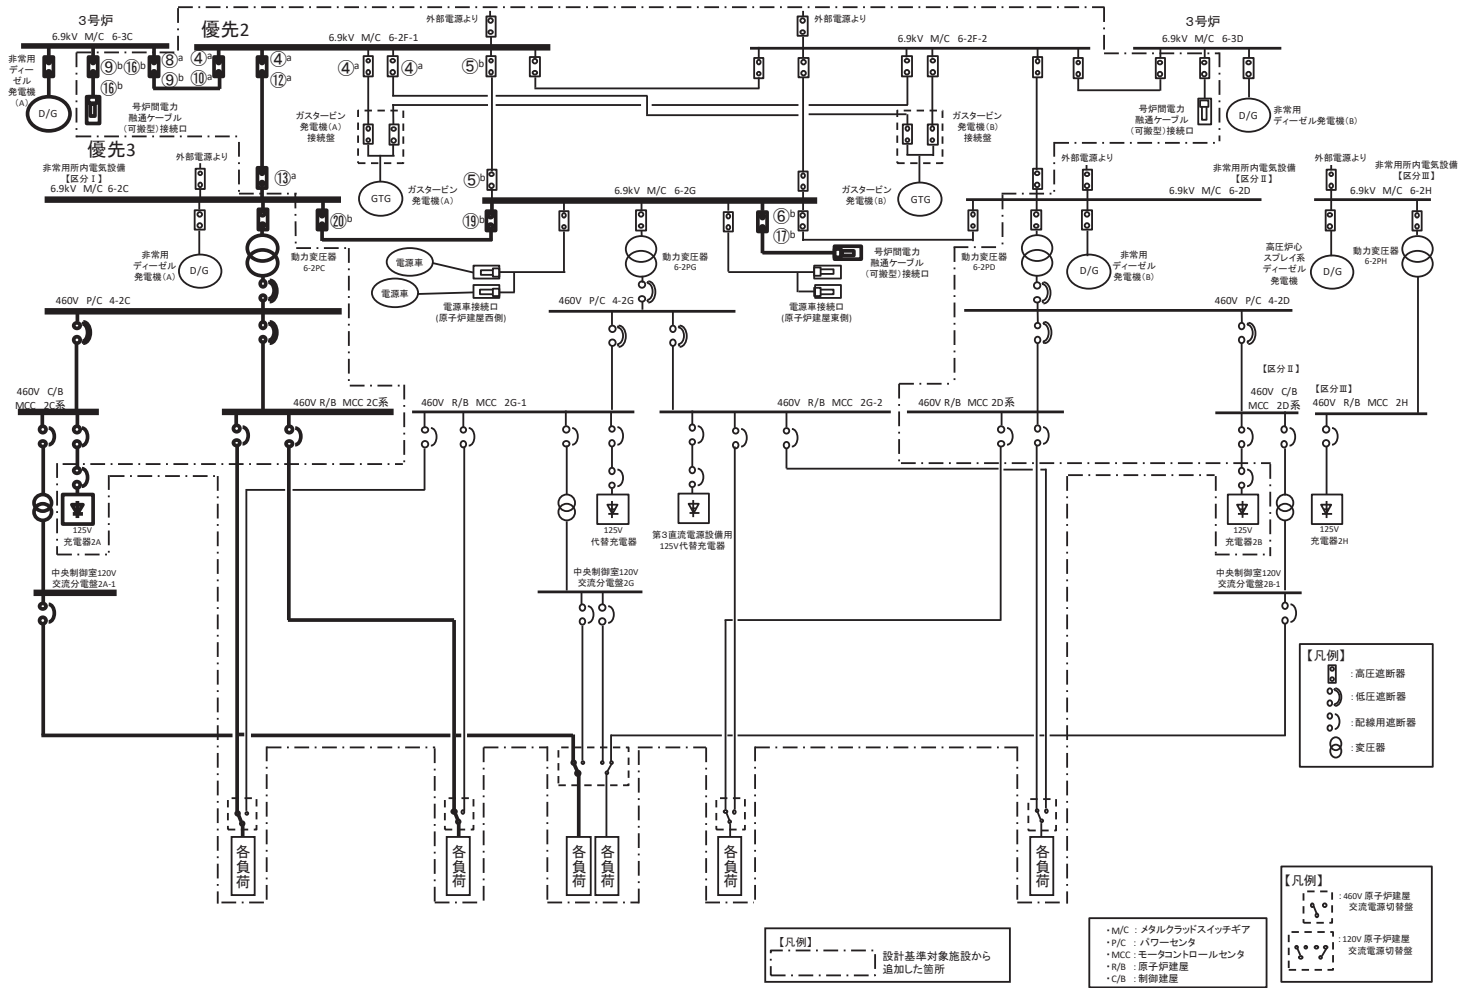 3号炉
6.9kV M/C 6-3C
優先2
6.9kV M/C 6-2F-1
外部電源より
外部電源より
6.9kV M/C 6-2F-2
3号炉
6.9kV M/C 6-3D
非常用
ディー
ゼル
発電機
(A)
D/G
⑨b
⑯b
⑯b
⑧a
⑨b
④a
⑩a
④a
⑫a
④a
④a
⑤b
号炉間電力
融通ケーブル
(可搬型)接続口
ガスタービン
発電機(A)
接続盤
ガスタービン
発電機(B)
接続盤
号炉間電力
融通ケーブル
(可搬型)接続口
D/G
非常用
ディーゼル発電機(B)
優先3
非常用所内電気設備
【区分Ⅰ】
6.9kV M/C 6-2C
外部電源より
⑬a
GTG
ガスタービン
発電機(A)
⑤b
6.9kV M/C 6-2G
ガスタービン
発電機(B)
GTG
外部電源より
非常用所内電気設備
【区分Ⅱ】
6.9kV M/C 6-2D
外部電源より
非常用所内電気設備
【区分Ⅲ】
6.9kV M/C 6-2H
⑳b
⑲b
⑥b
⑰b
非常用
ディーゼル
発電機(A)
D/G
動力変圧器
6-2PC
電源車
電源車
電源車接続口
(原子炉建屋西側)
動力変圧器
6-2PG
号炉間電力
融通ケーブル
(可搬型)接続口
電源車接続口
(原子炉建屋東側)
動力変圧器
6-2PD
D/G
非常用
ディーゼル
発電機(B)
高圧炉心
スプレイ系
ディーゼル
発電機
D/G
動力変圧器
6-2PH
460V P/C 4-2C
460V P/C 4-2G
460V P/C 4-2D
460V C/B
MCC 2C系
460V R/B MCC 2C系
460V R/B MCC 2G-1
460V R/B MCC 2G-2
460V R/B MCC 2D系
【区分Ⅱ】
460V C/B
MCC 2D系
【区分Ⅲ】
460V R/B MCC 2H
125V
充電器2A
125V
代替充電器
第3直流電源設備用
125V代替充電器
125V
充電器2B
125V
充電器2H
中央制御室120V
交流分電盤2A-1
中央制御室120V
交流分電盤2G
中央制御室120V
交流分電盤2B-1
【凡例】
:高圧遮断器
:低圧遮断器
:配線用遮断器
:変圧器
各負荷
各負荷
各負荷
各負荷
各負荷
各負荷
【凡例】
:460V 原子炉建屋
交流電源切替盤
:120V 原子炉建屋
交流電源切替盤
【凡例】
設計基準対象施設から
追加した箇所
・M/C :メタルクラッドスイッチギア
・P/C :パワーセンタ
・MCC:モータコントロールセンタ
・R/B :原子炉建屋
・C/B :制御建屋